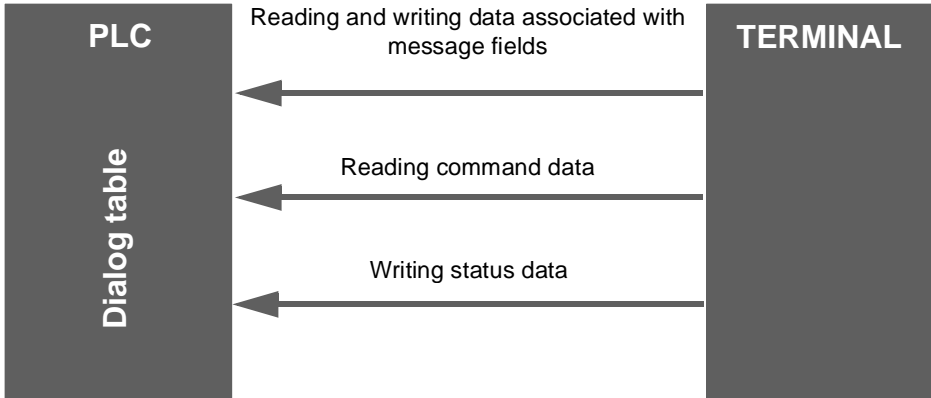 PLC
Reading and writing data associated with
message fields
TERMINAL
Dialog table
Reading command data
Writing status data